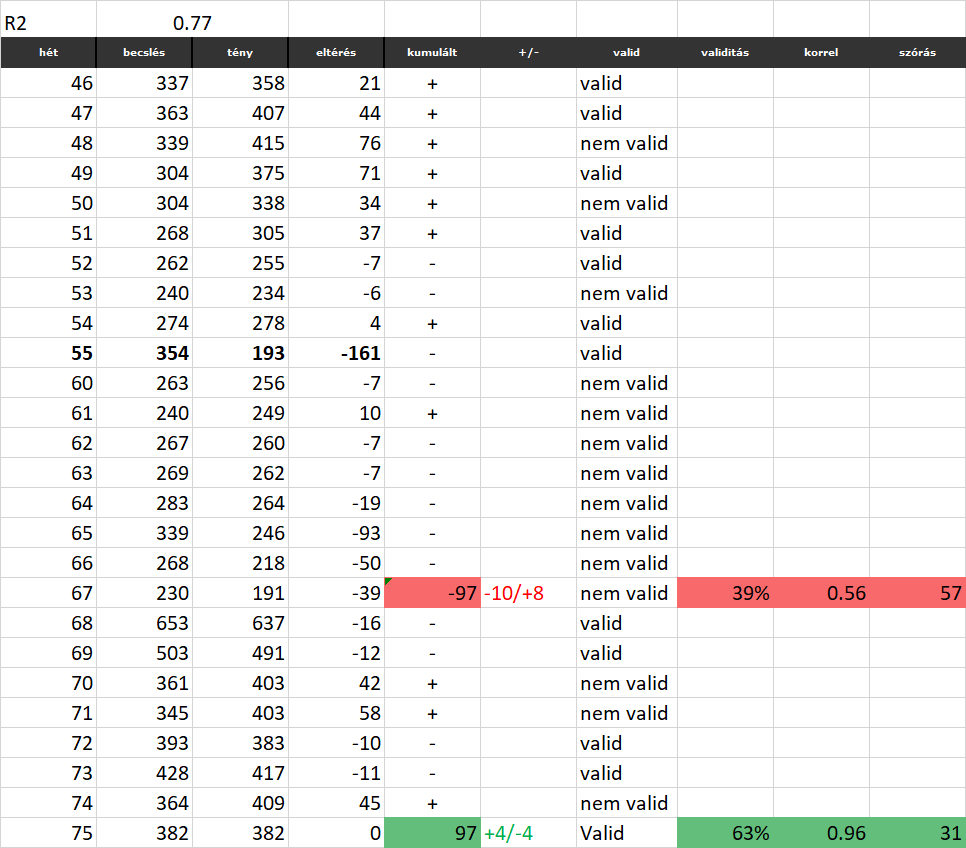 R2 0.77
hét becslés tény eltérés kumulált +/- valid validitás korrel szórás
46 337 358 21 + valid
47 363 407 44 + valid
48 339 415 76 + nem valid
49 304 375 71 + valid
50 304 338 34 + nem valid
51 268 305 37 + valid
52 262 255 -7 - valid
53 240 234 -6 - nem valid
54 274 278 4 + valid
55 354 193 -161 - valid
60 263 256 -7 - nem valid
61 240 249 10 + nem valid
62 267 260 -7 - nem valid
63 269 262 -7 - nem valid
64 283 264 -19 - nem valid
65 339 246 -93 - nem valid
66 268 218 -50 - nem valid
67 230 191 -39 -97 -10/+8 nem valid 39% 0.56 57
68 653 637 -16 - valid
69 503 491 -12 - valid
70 361 403 42 + nem valid
71 345 403 58 + nem valid
72 393 383 -10 - valid
73 428 417 -11 - valid
74 364 409 45 + nem valid
75 382 382 0 97 +4/-4 Valid 63% 0.96 31